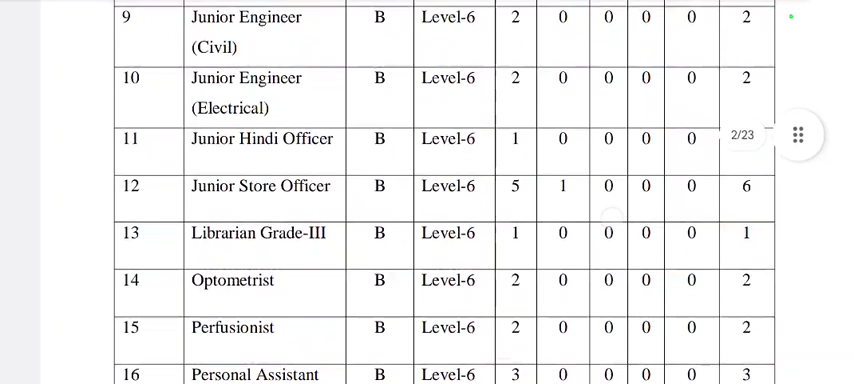 9 Junior Engineer B Level-6 2 0 0 0 0 2
(Civil)
10 Junior Engineer B Level-6 2 0 0 0 0 2
(Electrical)
11 Junior Hindi Officer B Level-6 1 0 0 0 0 2/23
12 Junior Store Officer B Level-6 5 1 0 0 0 6
13 Librarian Grade-III B Level-6 1 0 0 0 0 1
14 Optometrist B Level-6 2 0 0 0 0 2
15 Perfusionist B Level-6 2 0 0 0 0 2
16 Personal Assistant B Level-6 3 0 0 0 0 3